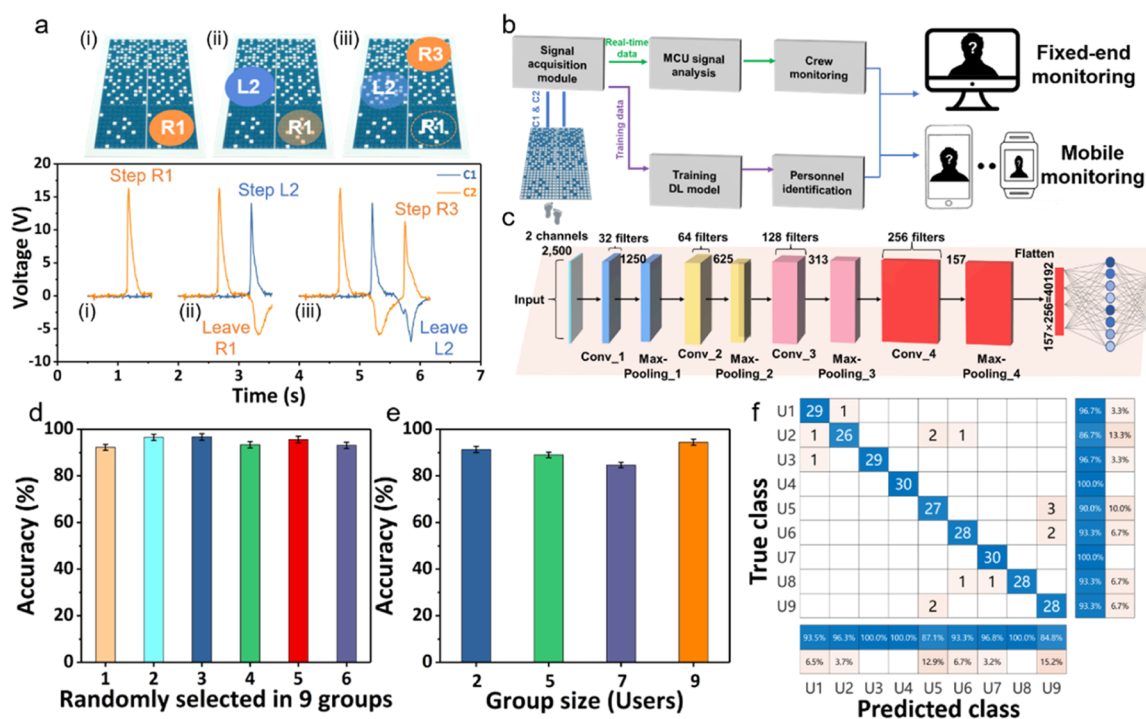 a
(i)
(ii)
(iii)
R1
L2
R1
R3
L2
R1
Voltage (V)
20
15
10
5
0
-5
-10
Step R1
Step L2
C1
C2
Step R3
(i)
(ii)
Leave
R1
(iii)
Leave
L2
0
1
2
3
4
5
6
7
Time (s)
b
Signal
acquisition
module
Real-time
data
MCU signal
analysis
Crew
monitoring
?
Fixed-end
monitoring
C1 & C2
Training data
Training
DL model
Personnel
identification
?
?
Mobile
monitoring
c
2 channels
2,500
32 filters
1250
64 filters
625
128 filters
313
256 filters
157
Flatten
Input
157×256=40192
Conv_1
Max-
Pooling_1
Conv_2
Max-
Pooling_2
Conv_3
Max-
Pooling_3
Conv_4
Max-
Pooling_4
d
Accuracy (%)
100
80
60
40
20
0
1
2
3
4
5
6
Randomly selected in 9 groups
e
Accuracy (%)
100
80
60
40
20
0
2
5
7
9
Group size (Users)
f
True class
U1 29 1 96.7% 3.3%
U2 1 26 2 1 86.7% 13.3%
U3 1 29 96.7% 3.3%
U4 30 100.0%
U5 27 3 90.0% 10.0%
U6 28 2 93.3% 6.7%
U7 30 100.0%
U8 1 1 28 93.3% 6.7%
U9 2 28 93.3% 6.7%
93.5% 96.3% 100.0% 100.0% 87.1% 93.3% 96.8% 100.0% 84.8%
6.5% 3.7% 12.9% 6.7% 3.2% 15.2%
U1 U2 U3 U4 U5 U6 U7 U8 U9
Predicted class